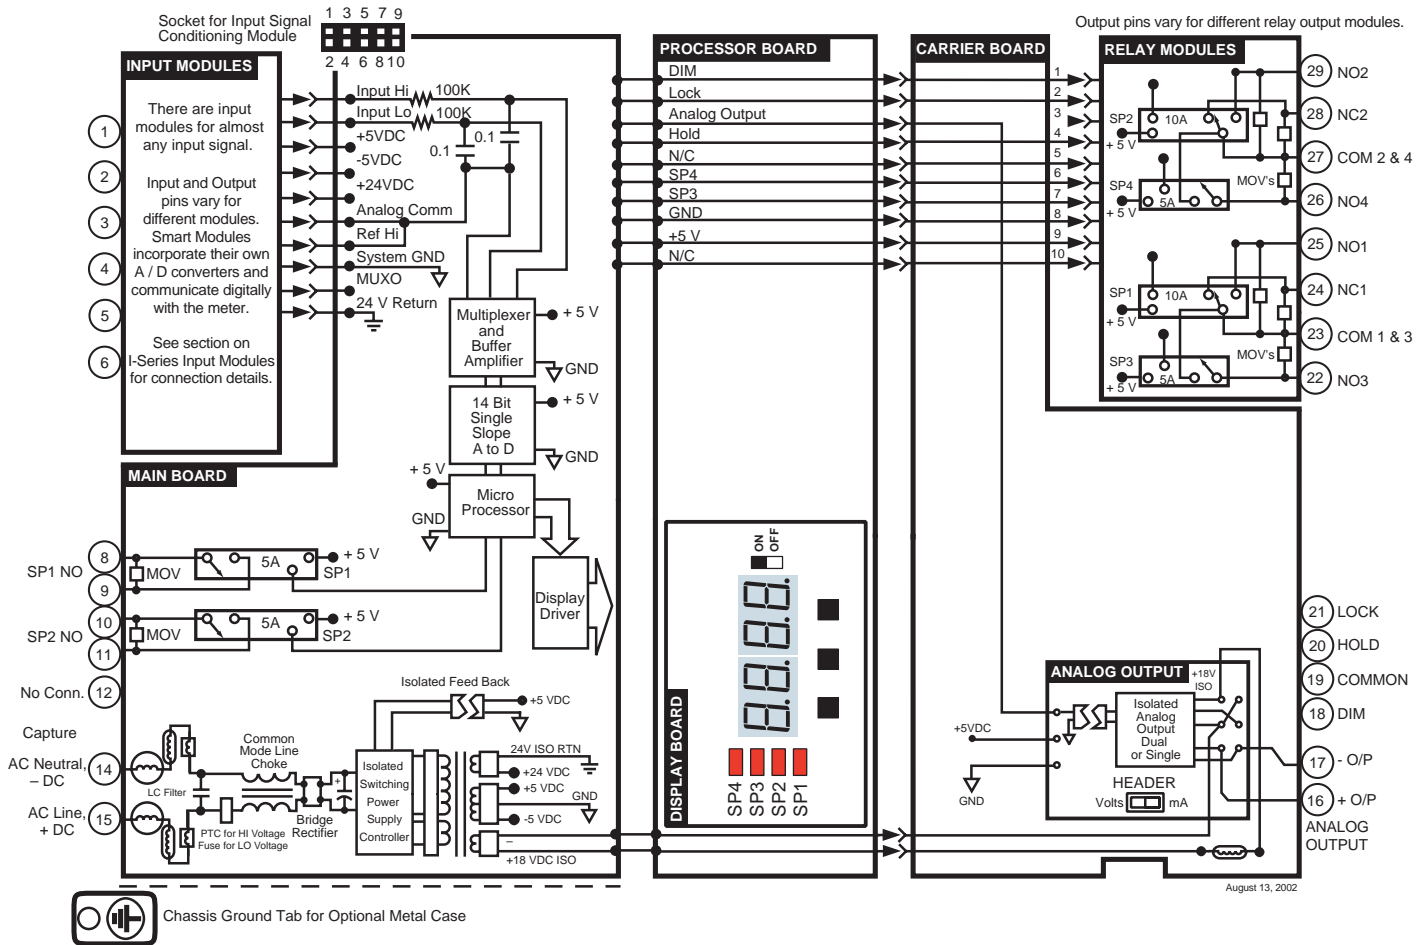 Socket for Input Signal
Conditioning Module
1 3 5 7 9
2 4 6 8 10
Output pins vary for different relay output modules.
INPUT MODULES
There are input
modules for almost
any input signal.
Input and Output
pins vary for
different modules.
Smart Modules
incorporate their own
A / D converters and
communicate digitally
with the meter.
See section on
I-Series Input Modules
for connection details.
1
2
3
4
5
6
Input Hi
100K
Input Lo
100K
+5VDC
-5VDC
+24VDC
Analog Comm
Ref Hi
System GND
MUXO
24 V Return
0.1
0.1
Multiplexer
and
Buffer
Amplifier
+ 5 V
GND
14 Bit
Single
Slope
A to D
+ 5 V
GND
+ 5 V
Micro
Processor
GND
Display
Driver
MAIN BOARD
SP1 NO
8
9
MOV
5A
+ 5 V
SP1
SP2 NO
10
11
MOV
5A
+ 5 V
SP2
No Conn.
12
Capture
AC Neutral,
– DC
14
AC Line,
+ DC
15
LC Filter
Common
Mode Line
Choke
PTC for HI Voltage
Fuse for LO Voltage
Bridge
Rectifier
+
Isolated Feed Back
+5 VDC
Isolated
Switching
Power
Supply
Controller
24V ISO RTN
+24 VDC
+5 VDC
GND
-5 VDC
–
+18 VDC ISO
Chassis Ground Tab for Optional Metal Case
PROCESSOR BOARD
DIM
Lock
Analog Output
Hold
N/C
SP4
SP3
GND
+5 V
N/C
DISPLAY BOARD
ON
OFF
8.
8.
8.
8.
SP4
SP3
SP2
SP1
CARRIER BOARD
1
2
3
4
5
6
7
8
9
10
RELAY MODULES
SP2
10A
+ 5 V
SP4
5A
+ 5 V
MOV's
SP1
10A
+ 5 V
SP3
5A
+ 5 V
MOV's
29 NO2
28 NC2
27 COM 2 & 4
26 NO4
25 NO1
24 NC1
23 COM 1 & 3
22 NO3
21 LOCK
20 HOLD
19 COMMON
18 DIM
17 - O/P
16 + O/P
ANALOG
OUTPUT
ANALOG OUTPUT
+18V
ISO
+5VDC
GND
Isolated
Analog
Output
Dual
or Single
HEADER
Volts
mA
August 13, 2002